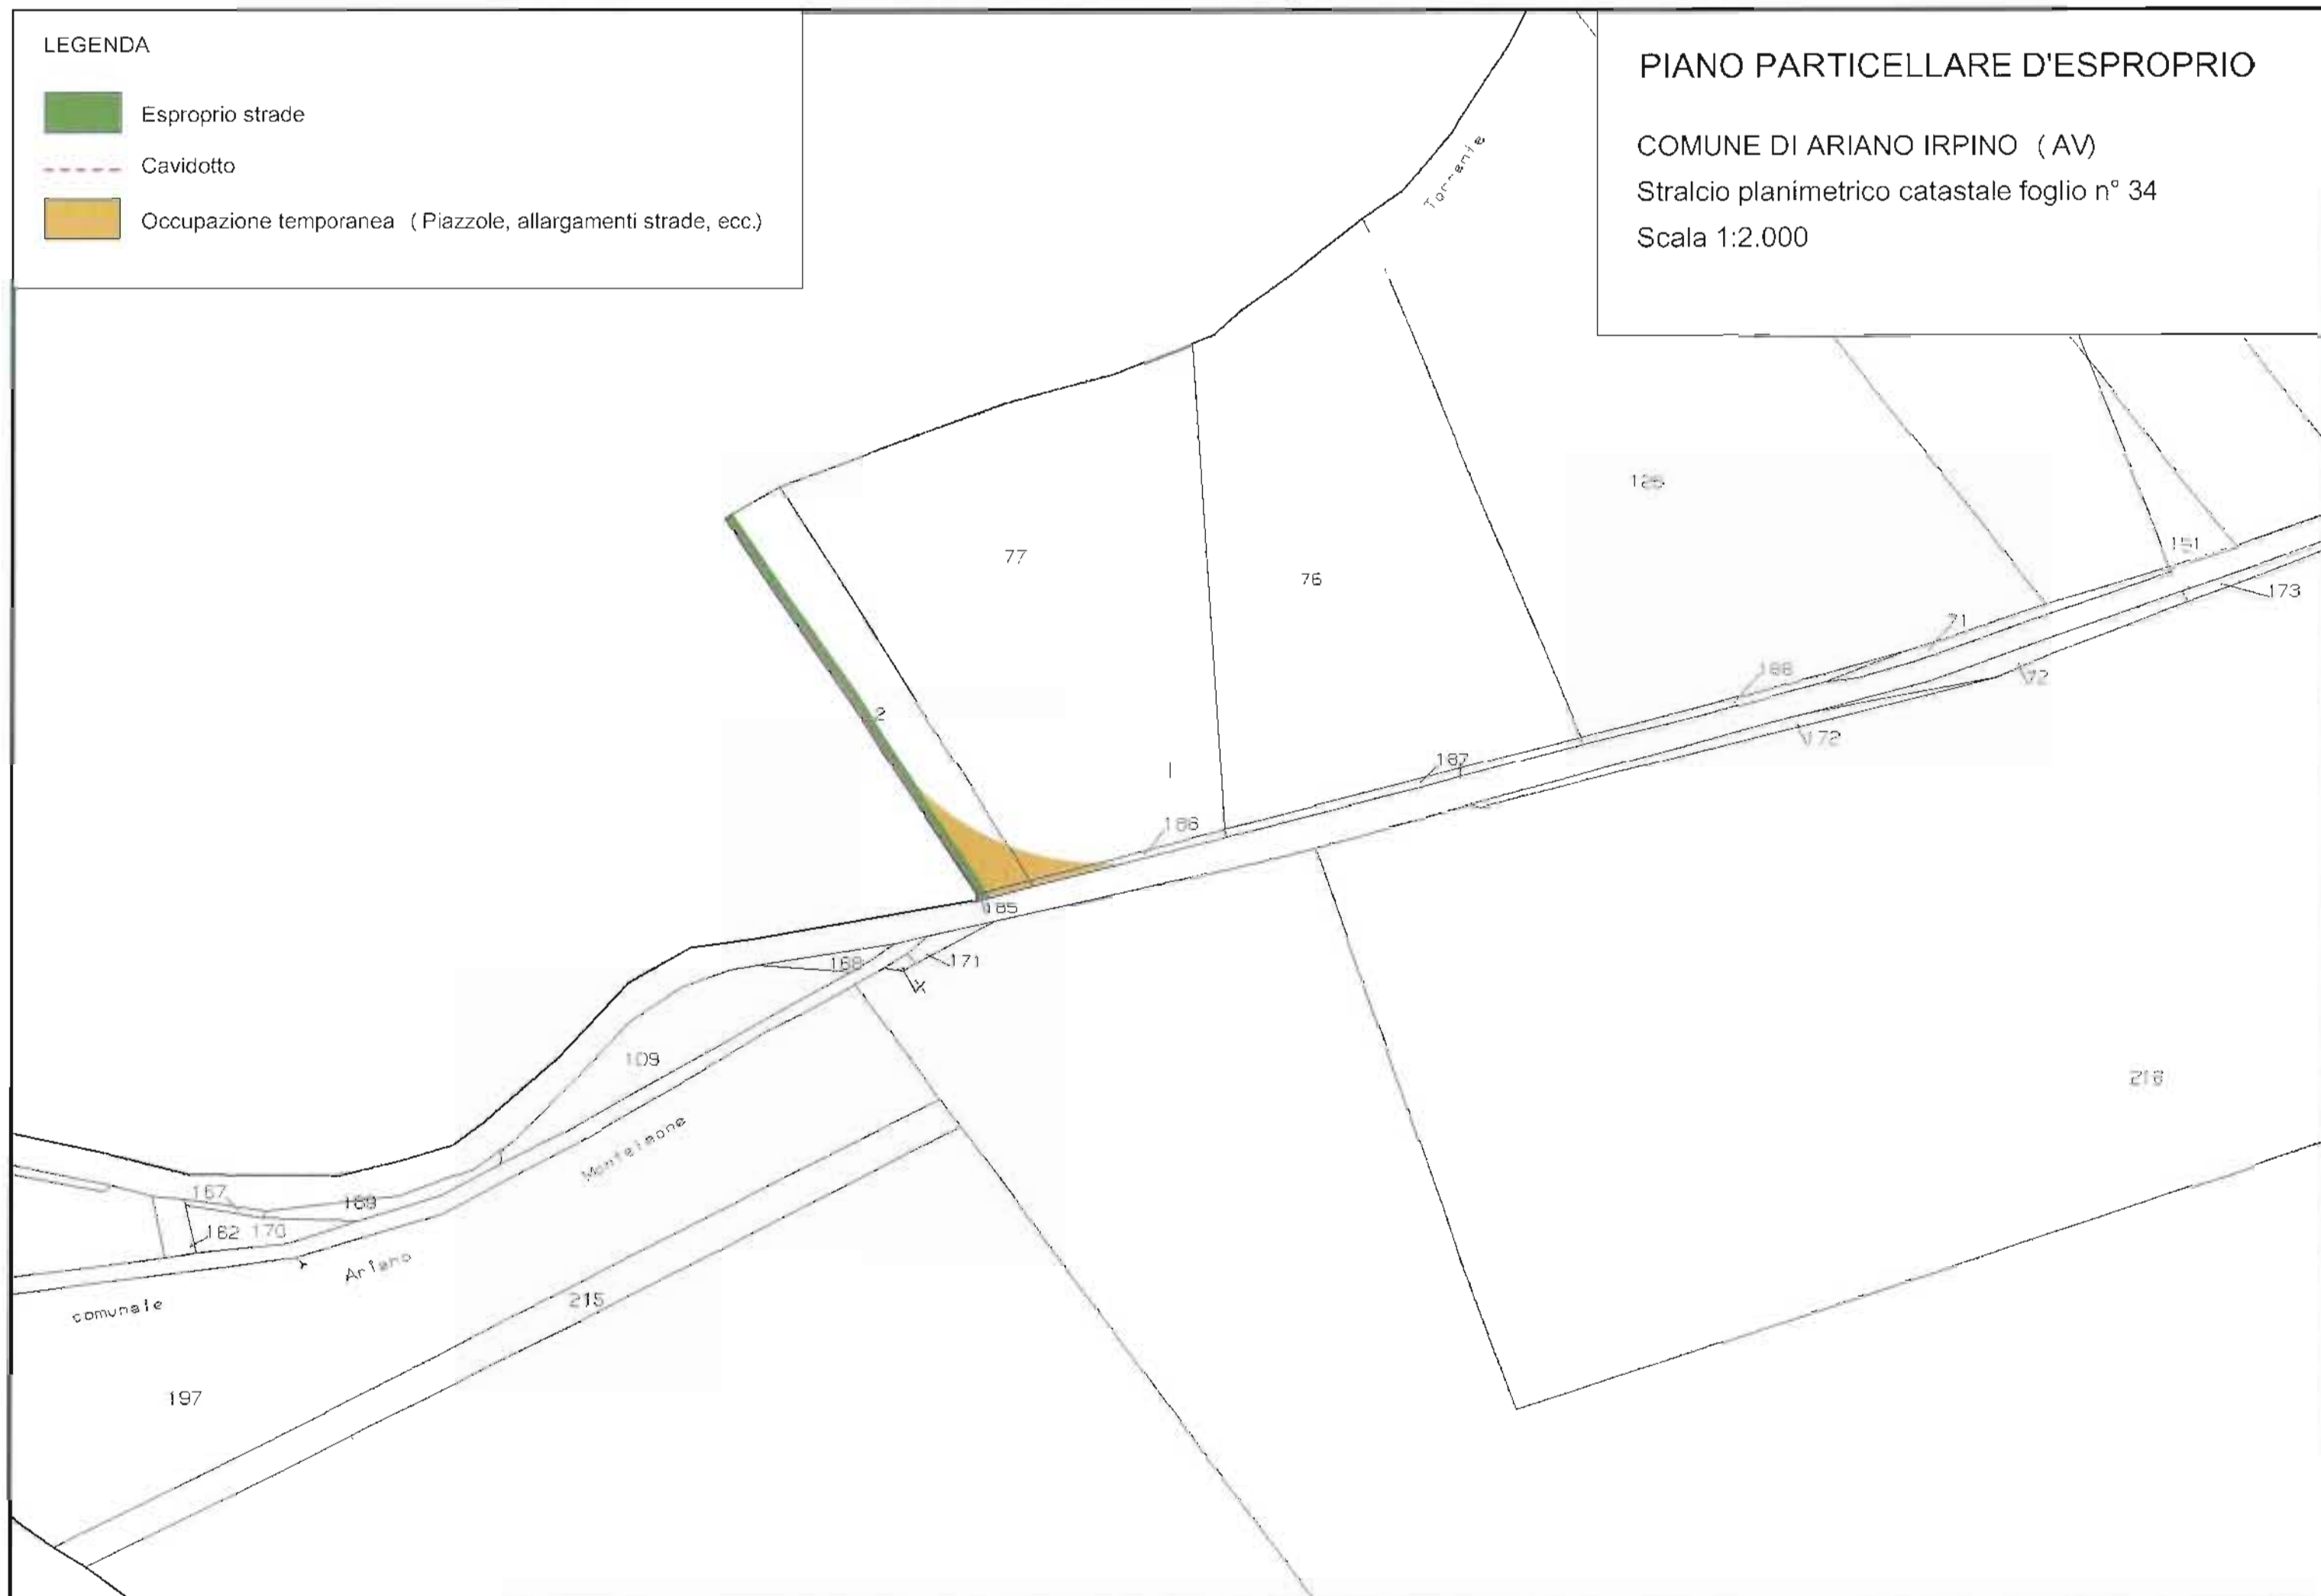 LEGENDA
Esproprio strade
Cavidotto
Occupazione temporanea ( Piazzole, allargamenti strade, ecc.)
PIANO PARTICELLARE D'ESPROPRIO
COMUNE DI ARIANO IRPINO ( AV)
Stralcio planimetrico catastale foglio n° 34
Scala 1:2.000
Torrente
77
76
151
173
71
188
72
172
2
187
186
185
168
171
109
Monteleone
167
169
162
170
Ariano
comunale
215
197